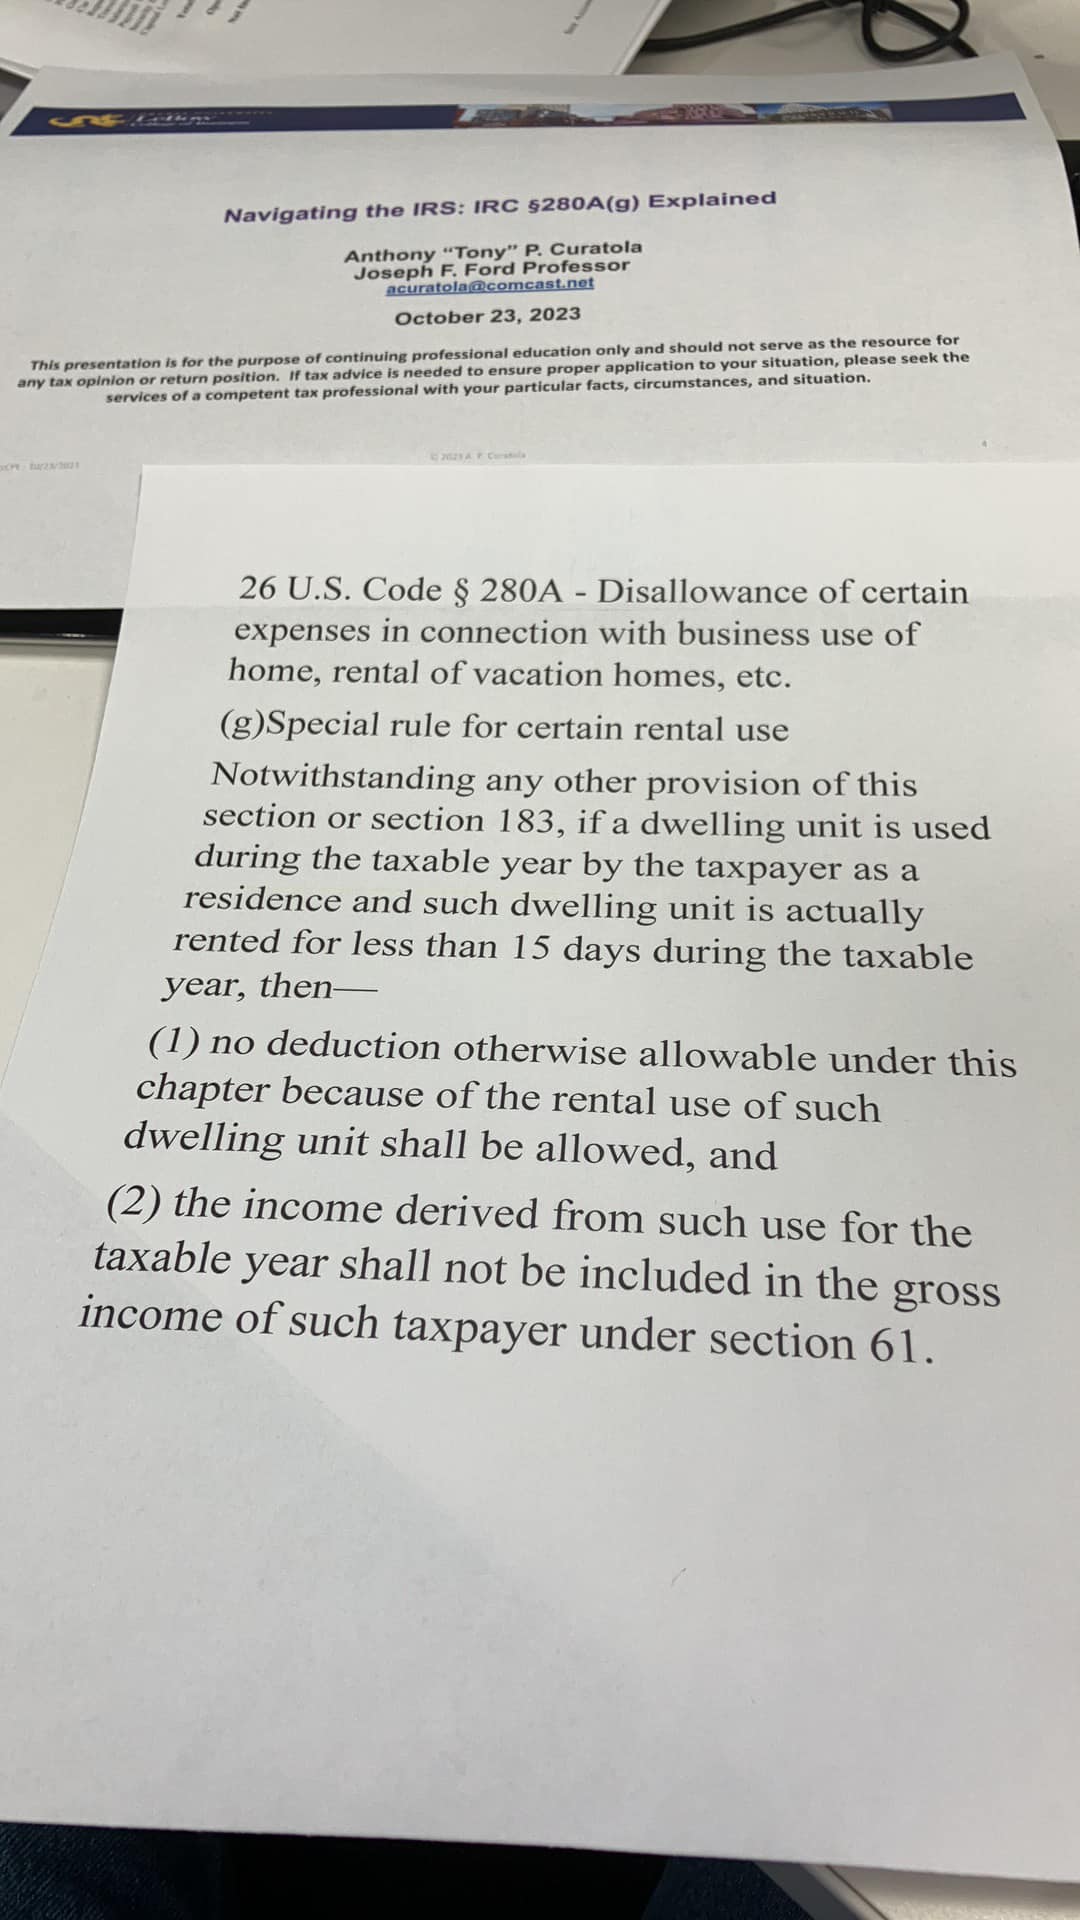 Navigating the IRS: IRC §280A(g) Explained
Anthony “Tony” P. Curatola
Joseph F. Ford Professor
acuratola@comcast.net
October 23, 2023
This presentation is for the purpose of continuing professional education only and should not serve as the resource for
any tax opinion or return position. If tax advice is needed to ensure proper application to your situation, please seek the
services of a competent tax professional with your particular facts, circumstances, and situation.
A. P. Curatola
4
26 U.S. Code § 280A - Disallowance of certain
expenses in connection with business use of
home, rental of vacation homes, etc.
(g)Special rule for certain rental use
Notwithstanding any other provision of this
section or section 183, if a dwelling unit is used
during the taxable year by the taxpayer as a
residence and such dwelling unit is actually
rented for less than 15 days during the taxable
year, then—
(1) no deduction otherwise allowable under this
chapter because of the rental use of such
dwelling unit shall be allowed, and
(2) the income derived from such use for the
taxable year shall not be included in the gross
income of such taxpayer under section 61.